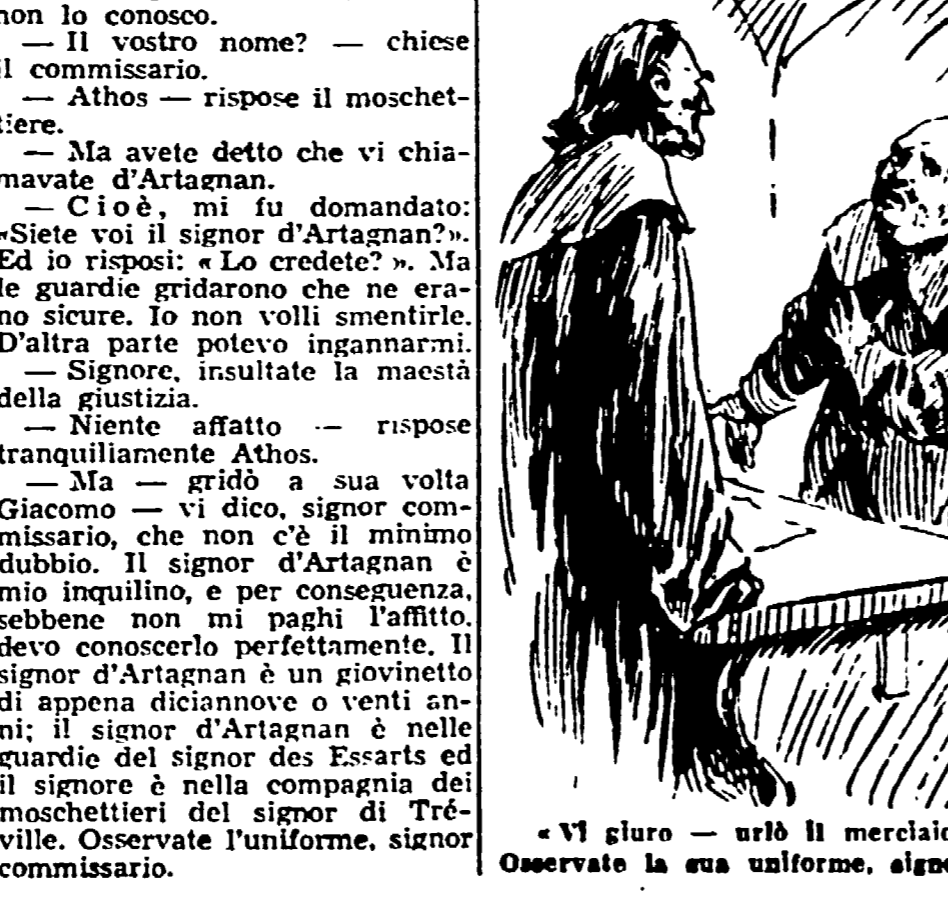 non lo conosco.
— Il vostro nome? — chiese
il commissario.
— Athos — rispose il moschet-
tiere.
— Ma avete detto che vi chia-
mavate d'Artagnan.
— Cioè, mi fu domandato:
«Siete voi il signor d'Artagnan?».
Ed io risposi: « Lo credete? ». Ma
le guardie gridarono che ne era-
no sicure. Io non volli smentirle.
D'altra parte potevo ingannarmi.
— Signore, insultate la maestà
della giustizia.
— Niente affatto — rispose
tranquillamente Athos.
— Ma — gridò a sua volta
Giacomo — vi dico, signor com-
missario, che non c'è il minimo
dubbio. Il signor d'Artagnan è
mio inquilino, e per conseguenza,
sebbene non mi paghi l'affitto,
devo conoscerlo perfettamente. Il
signor d'Artagnan è un giovinetto
di appena diciannove o venti an-
ni; il signor d'Artagnan è nelle
guardie del signor des Essarts ed
il signore è nella compagnia dei
moschettieri del signor di Tré-
ville. Osservate l'uniforme, signor
commissario.
« Vi giuro — urlò il merciaio
Osservate la sua uniforme,